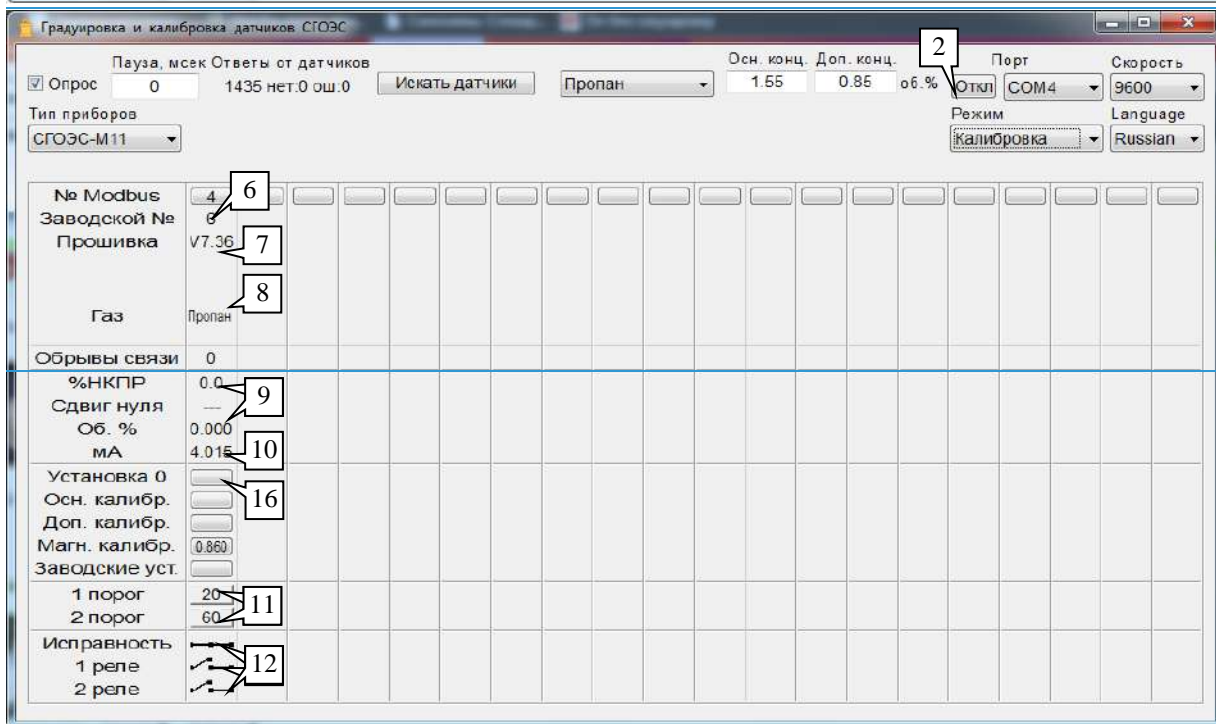 Градуировка и калибровка датчиков СГОЭС
Пауза, мсек Ответы от датчиков Осн. конц. Доп. конц. 2 Порт Скорость
Опрос 0 1435 нет:0 ош:0 Искать датчики Пропан 1.55 0.85 об.% Откл COM4 9600
Тип приборов Режим Language
СГОЭС-М11 Калибровка Russian
№ Modbus 4 6
Заводской № 6
Прошивка V7.36 7
8
Газ Пропан
Обрывы связи 0
%НКПР 0.0
Сдвиг нуля --- 9
Об. % 0.000
мА 4.015 10
Установка 0
Осн. калибр. 16
Доп. калибр.
Магн. калибр. 0.860
Заводские уст.
1 порог 20 11
2 порог 60
Исправность
1 реле 12
2 реле